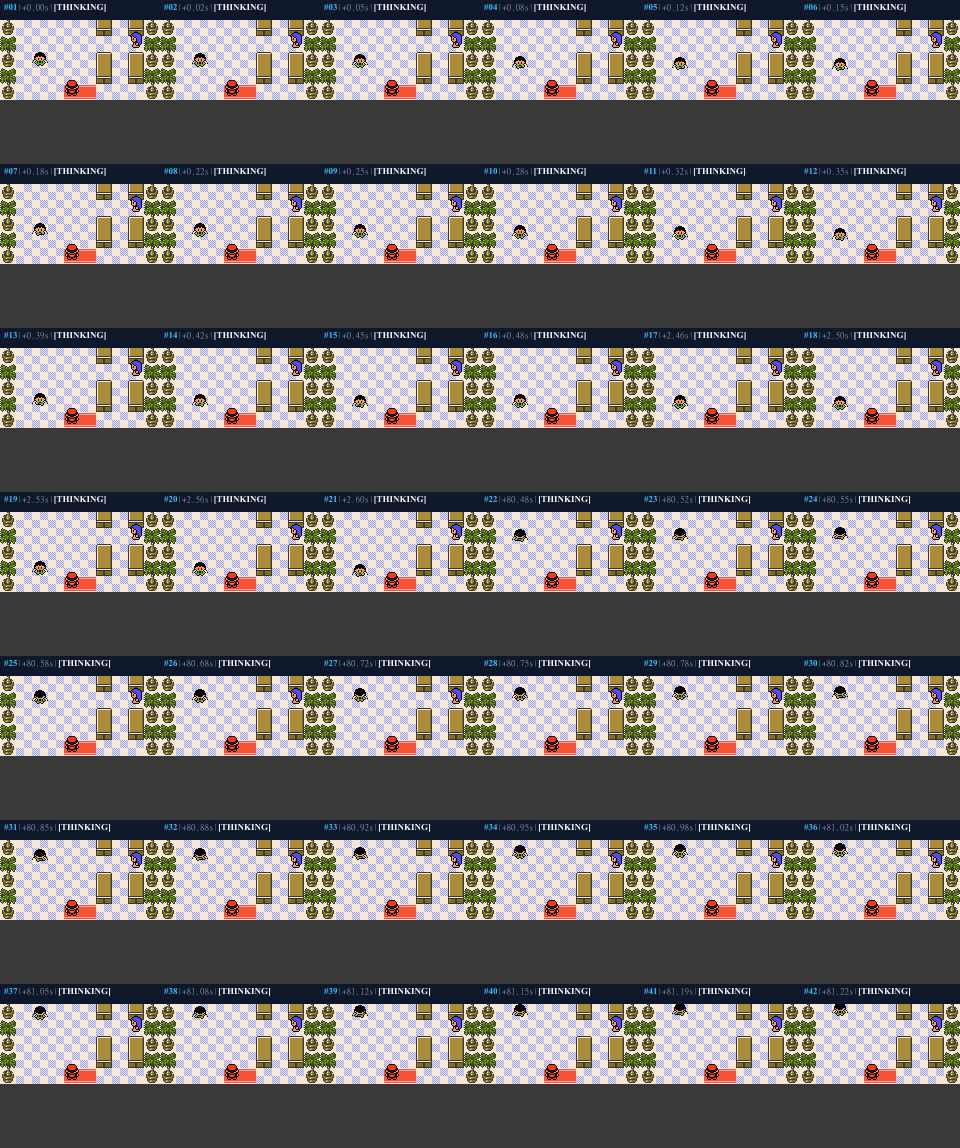 #01|+0.00s|[THINKING] #02|+0.02s|[THINKING] #03|+0.05s|[THINKING] #04|+0.08s|[THINKING] #05|+0.12s|[THINKING] #06|+0.15s|[THINKING]
#07|+0.18s|[THINKING] #08|+0.22s|[THINKING] #09|+0.25s|[THINKING] #10|+0.28s|[THINKING] #11|+0.32s|[THINKING] #12|+0.35s|[THINKING]
#13|+0.39s|[THINKING] #14|+0.42s|[THINKING] #15|+0.45s|[THINKING] #16|+0.48s|[THINKING] #17|+2.46s|[THINKING] #18|+2.50s|[THINKING]
#19|+2.53s|[THINKING] #20|+2.56s|[THINKING] #21|+2.60s|[THINKING] #22|+80.48s|[THINKING] #23|+80.52s|[THINKING] #24|+80.55s|[THINKING]
#25|+80.58s|[THINKING] #26|+80.68s|[THINKING] #27|+80.72s|[THINKING] #28|+80.75s|[THINKING] #29|+80.78s|[THINKING] #30|+80.82s|[THINKING]
#31|+80.85s|[THINKING] #32|+80.88s|[THINKING] #33|+80.92s|[THINKING] #34|+80.95s|[THINKING] #35|+80.98s|[THINKING] #36|+81.02s|[THINKING]
#37|+81.05s|[THINKING] #38|+81.08s|[THINKING] #39|+81.12s|[THINKING] #40|+81.15s|[THINKING] #41|+81.19s|[THINKING] #42|+81.22s|[THINKING]